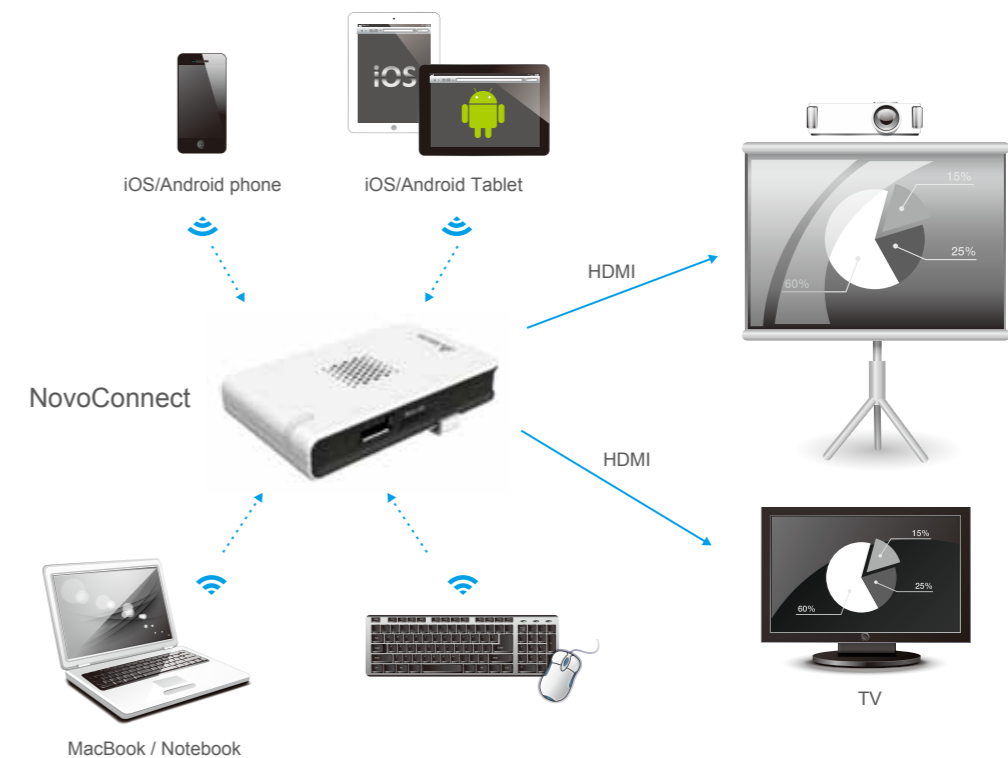 iOS
iOS/Android phone
iOS/Android Tablet
15%
25%
60%
HDMI
NovoConnect
HDMI
15%
25%
60%
TV
MacBook / Notebook